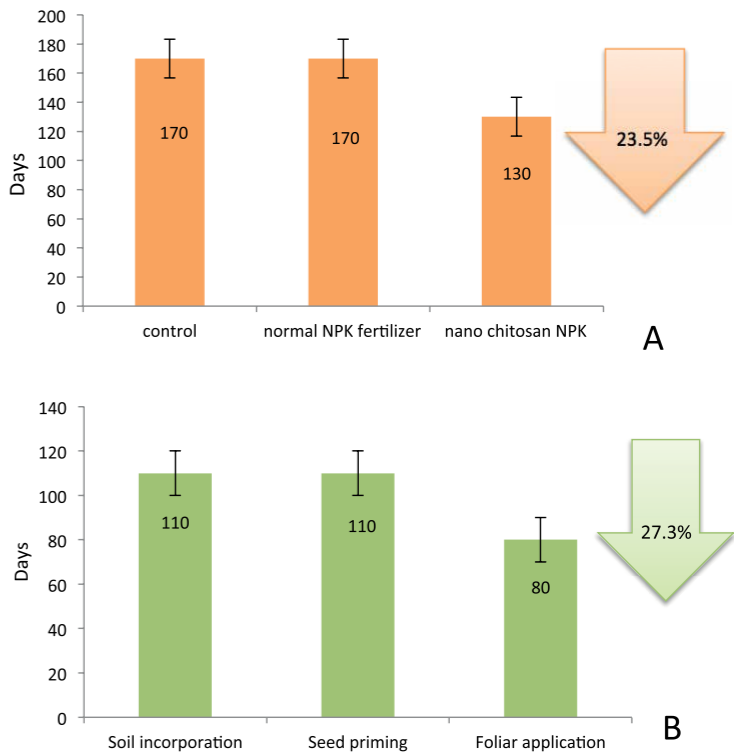 200
180
160
140
120
100
80
60
40
20
0
Days
170
170
130
23.5%
control
normal NPK fertilizer
nano chitosan NPK
A
140
120
100
80
60
40
20
0
Days
110
110
80
27.3%
Soil incorporation
Seed priming
Foliar application
B